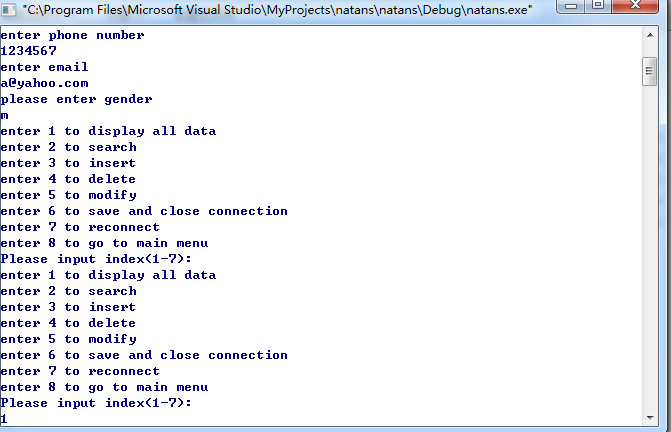 "C:\Program Files\Microsoft Visual Studio\MyProjects\natans\natans\Debug\natans.exe"
enter phone number
1234567
enter email
a@yahoo.com
please enter gender
m
enter 1 to display all data
enter 2 to search
enter 3 to insert
enter 4 to delete
enter 5 to modify
enter 6 to save and close connection
enter 7 to reconnect
enter 8 to go to main menu
Please input index(1-7):
enter 1 to display all data
enter 2 to search
enter 3 to insert
enter 4 to delete
enter 5 to modify
enter 6 to save and close connection
enter 7 to reconnect
enter 8 to go to main menu
Please input index(1-7):
1